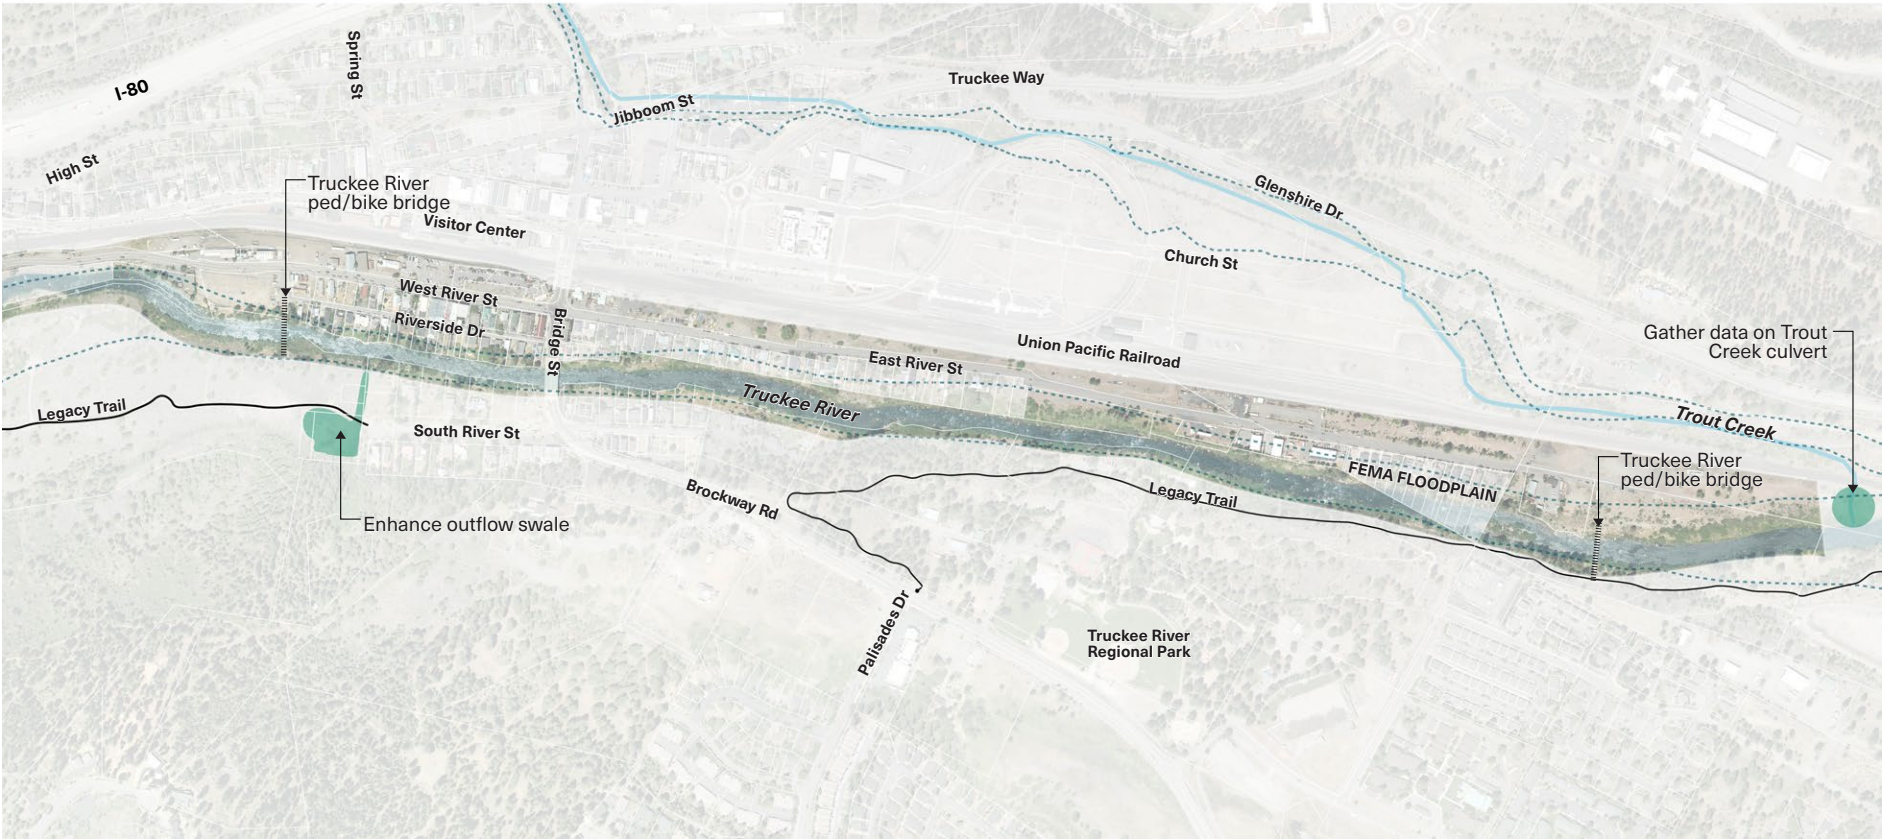 Spring St
I-80
Truckee Way
Jibboom St
High St
Truckee River
ped/bike bridge
Glenshire Dr
Visitor Center
Church St
West River St
Riverside Dr
Bridge St
Union Pacific Railroad
Gather data on Trout
Creek culvert
East River St
Truckee River
Legacy Trail
South River St
Trout Creek
Truckee River
ped/bike bridge
FEMA FLOODPLAIN
Legacy Trail
Brockway Rd
Enhance outflow swale
Palisades Dr
Truckee River
Regional Park